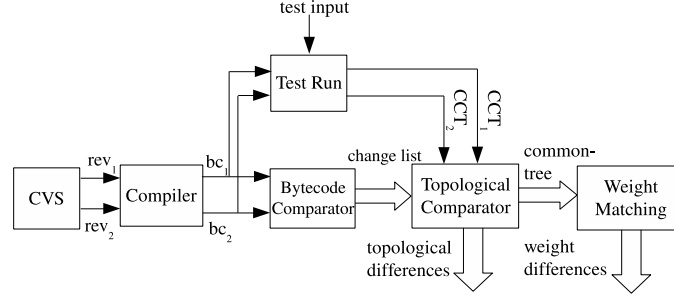 test input
Test Run
CCT₁
CCT₂
rev₁
rev₂
CVS
Compiler
bc₁
bc₂
Bytecode
Comparator
change list
Topological
Comparator
common-
tree
Weight
Matching
topological
differences
weight
differences